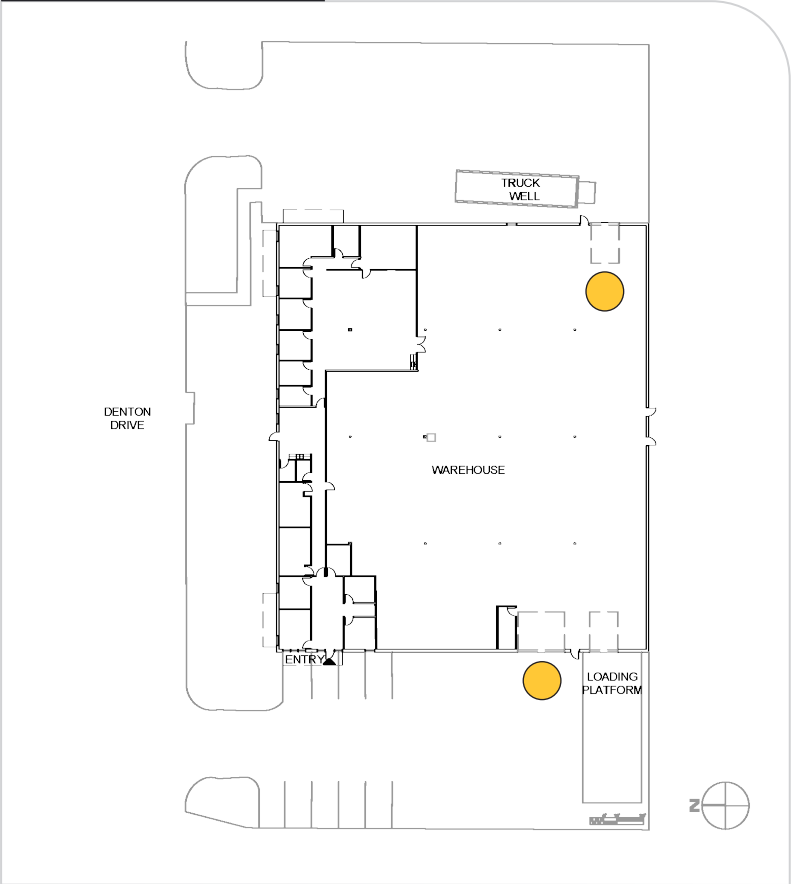 TRUCK
WELL
DENTON
DRIVE
WAREHOUSE
ENTRY
LOADING
PLATFORM
N